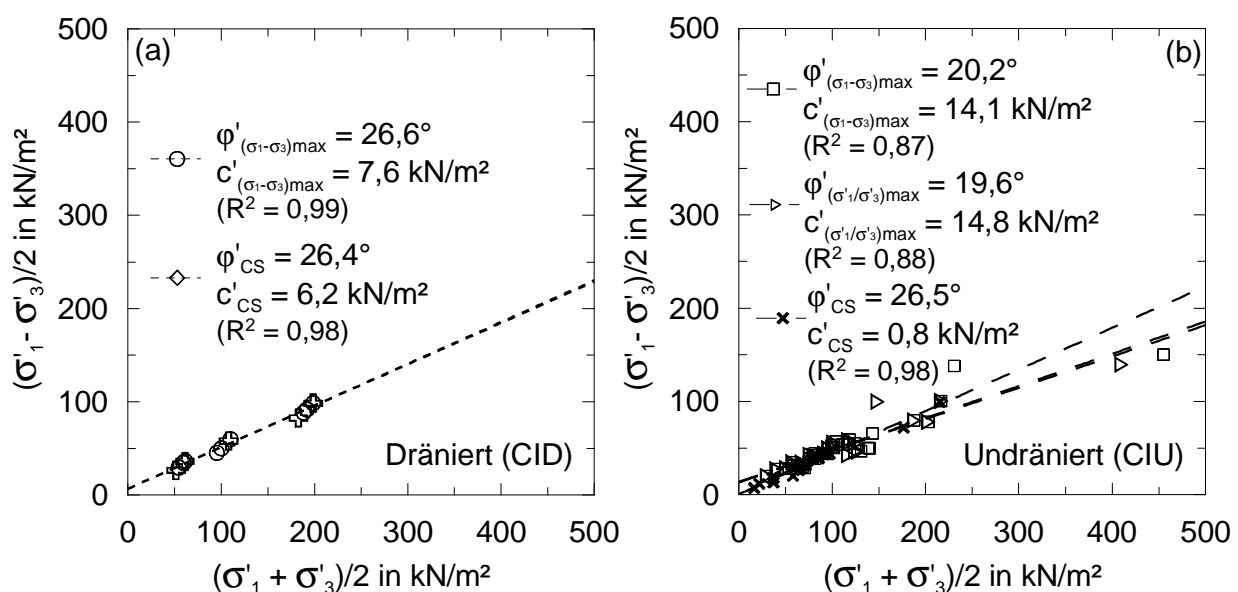 (a)
500
400
300
200
100
0
(σ'₁ - σ'₃)/2 in kN/m²
φ'(σ₁-σ₃)max = 26,6°
c'(σ₁-σ₃)max = 7,6 kN/m²
(R² = 0,99)
φ'CS = 26,4°
c'CS = 6,2 kN/m²
(R² = 0,98)
Dräniert (CID)
0 100 200 300 400 500
(σ'₁ + σ'₃)/2 in kN/m²
(b)
500
400
300
200
100
0
(σ'₁ - σ'₃)/2 in kN/m²
φ'(σ₁-σ₃)max = 20,2°
c'(σ₁-σ₃)max = 14,1 kN/m²
(R² = 0,87)
φ'(σ'₁/σ'₃)max = 19,6°
c'(σ'₁/σ'₃)max = 14,8 kN/m²
(R² = 0,88)
φ'CS = 26,5°
c'CS = 0,8 kN/m²
(R² = 0,98)
Undräniert (CIU)
0 100 200 300 400 500
(σ'₁ + σ'₃)/2 in kN/m²